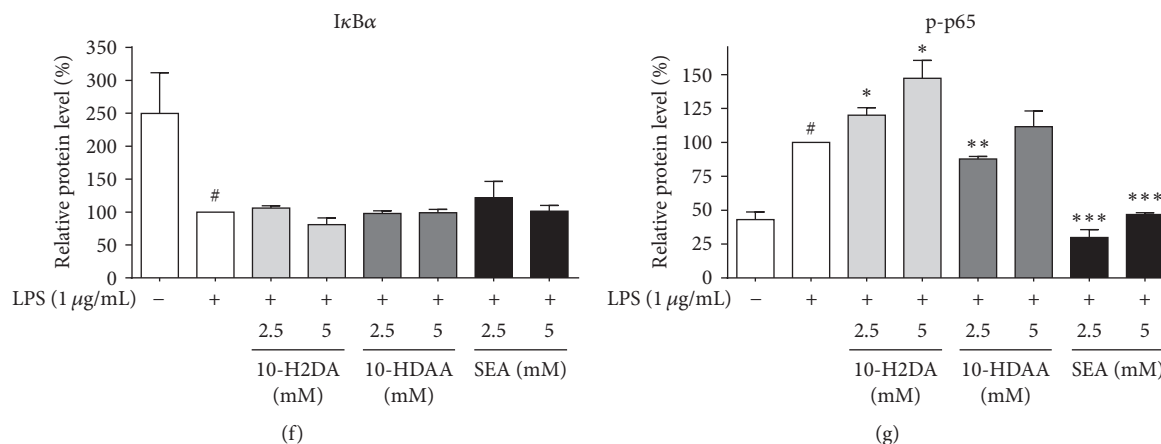 IκBα
Relative protein level (%)
350
300
250
200
150
100
50
0
#
LPS (1 μg/mL) − + + + + + + +
2.5 5 2.5 5 2.5 5
10-H2DA (mM) 10-HDAA (mM) SEA (mM)
(f)
p-p65
Relative protein level (%)
150
125
100
75
50
25
0
# * * ** *** ***
LPS (1 μg/mL) − + + + + + + +
2.5 5 2.5 5 2.5 5
10-H2DA (mM) 10-HDAA (mM) SEA (mM)
(g)